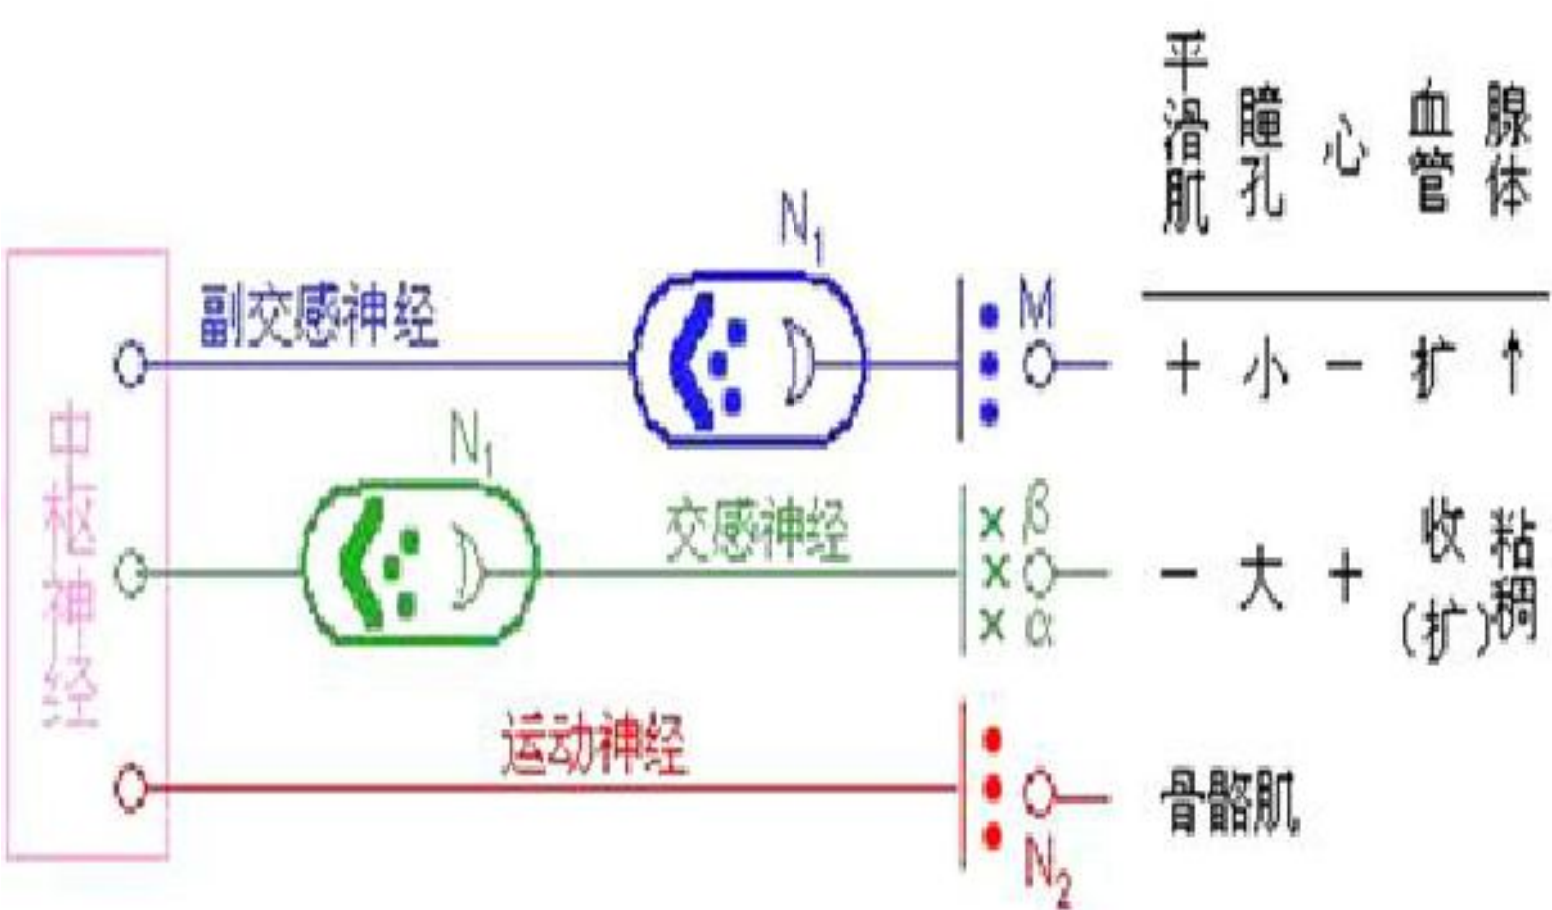 平滑肌 瞳孔 心 血管 腺体
N1
副交感神经 M
+ 小 − 扩 ↑
中枢神经
N1
交感神经 β
α
− 大 + 收(扩) 粘稠
运动神经
N2
骨骼肌